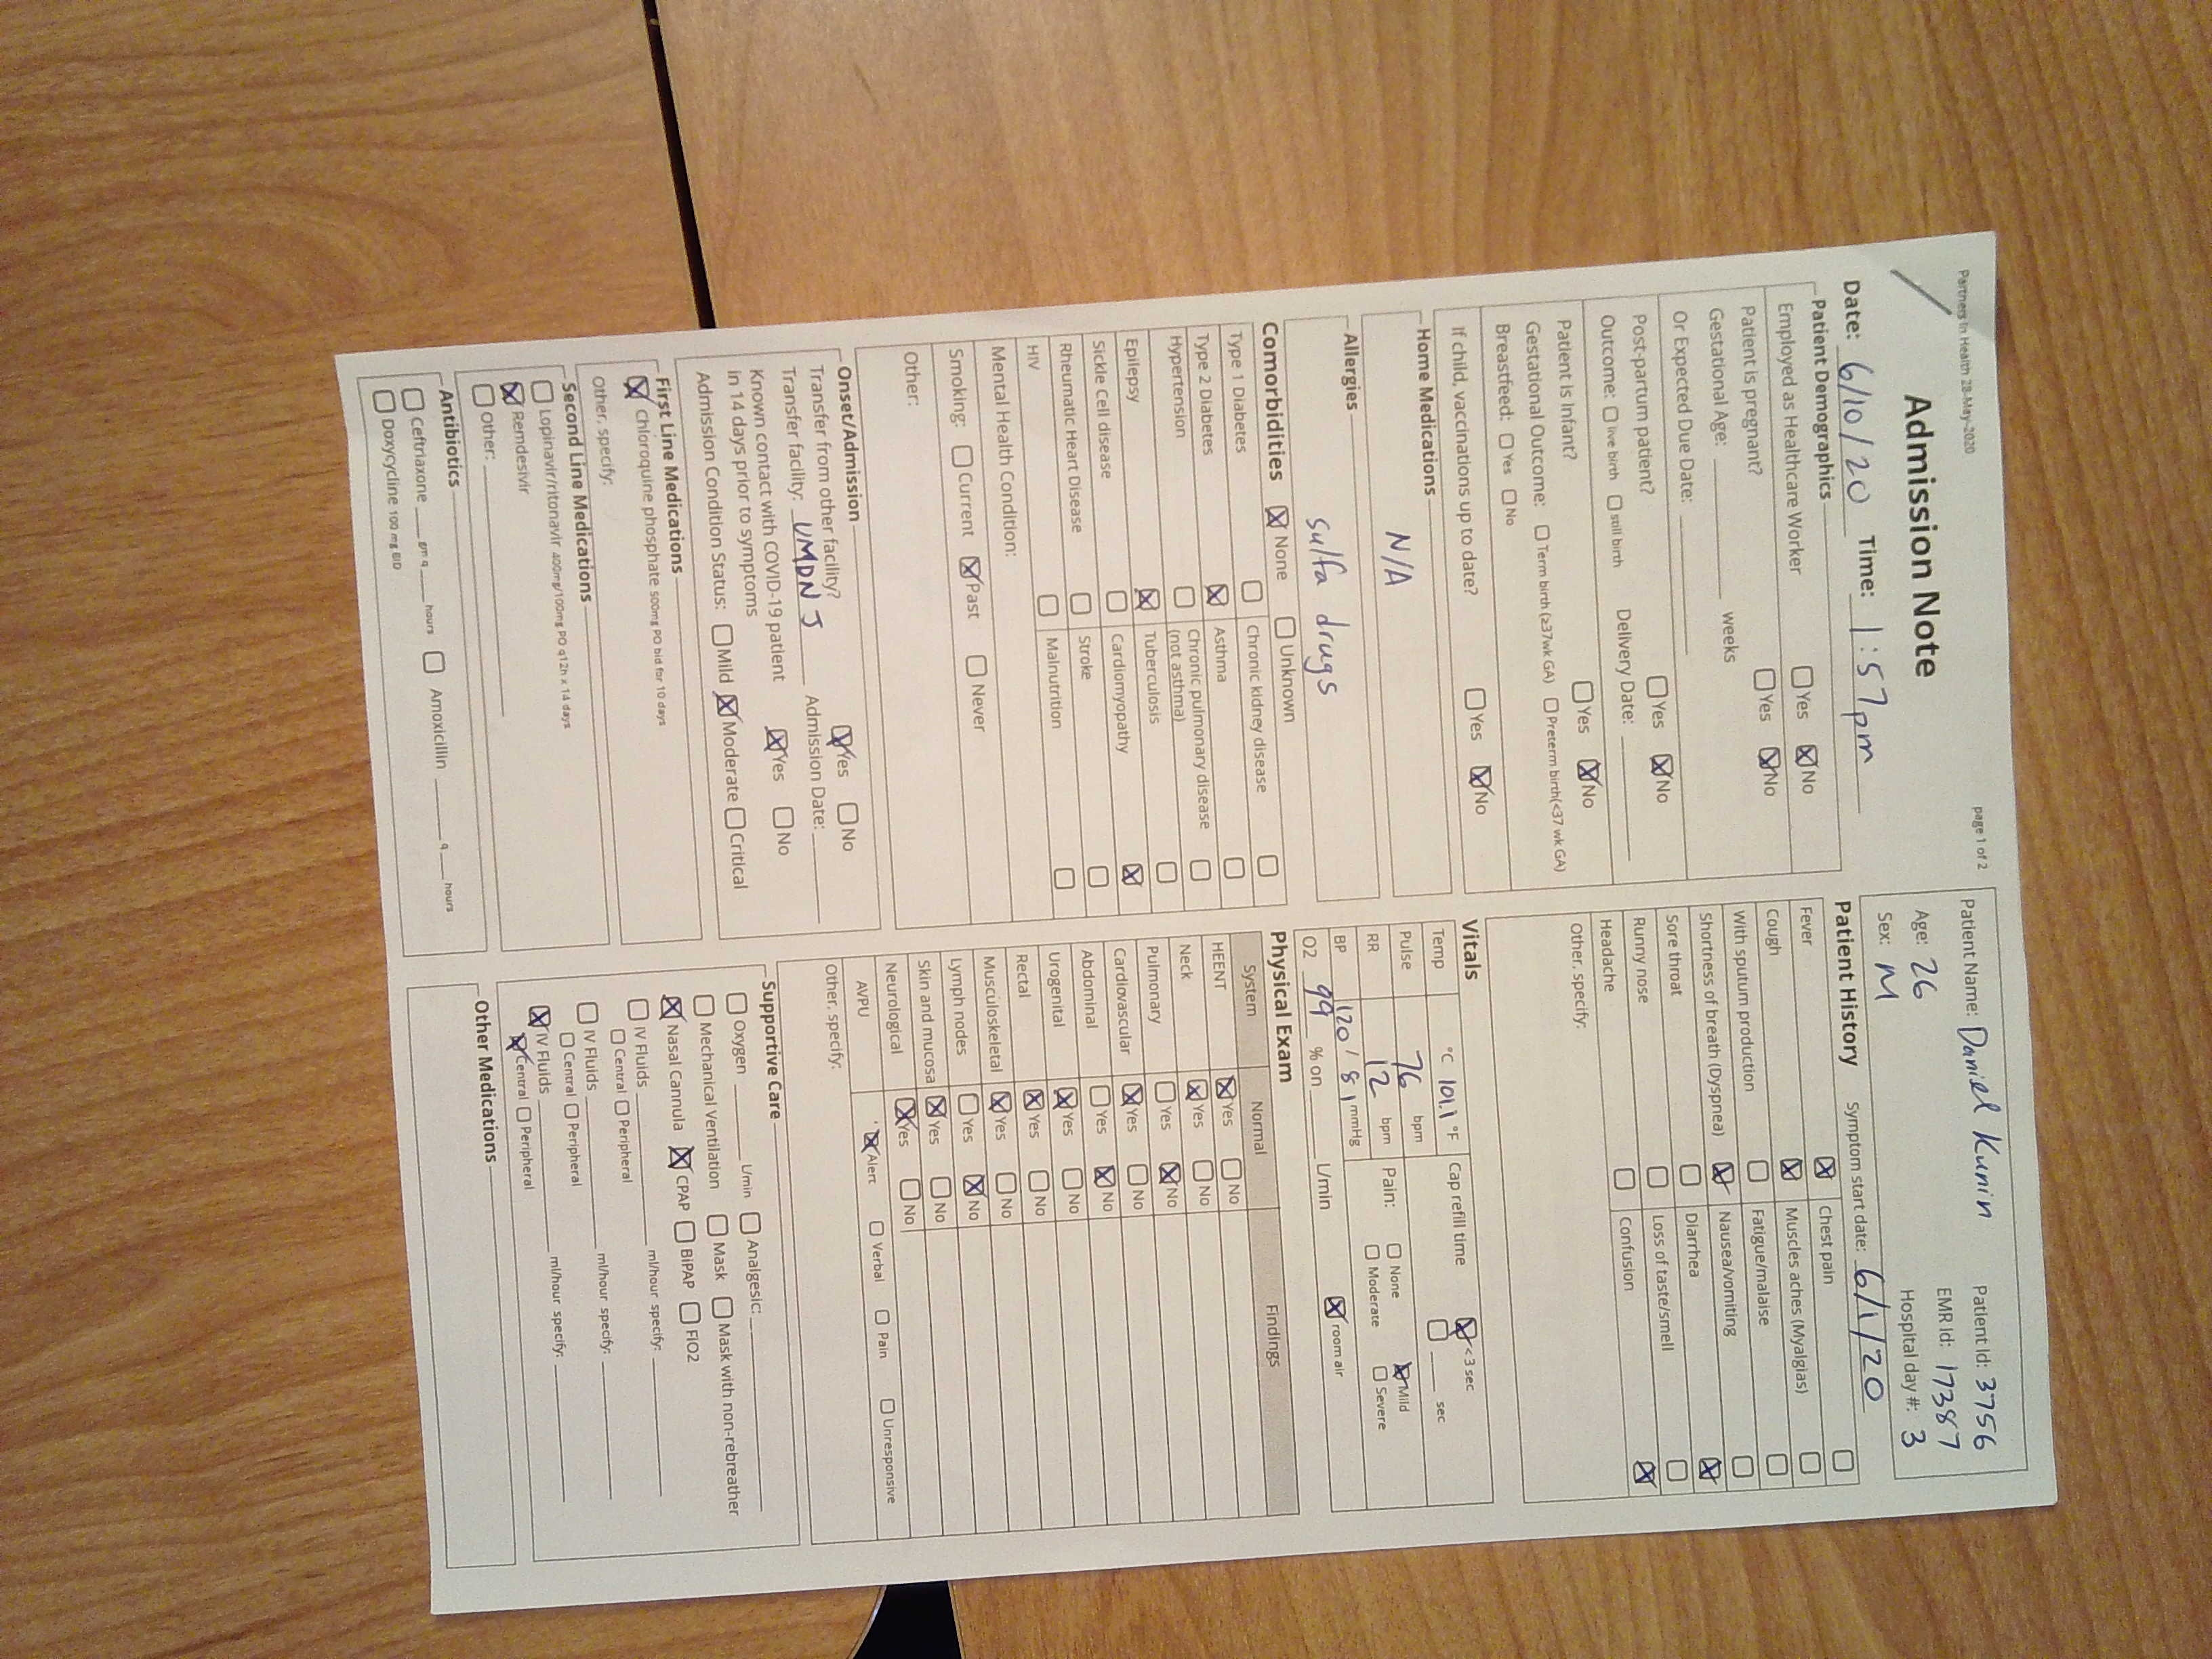 Partners In Health 28-May-2020
page 1 of 2
Admission Note
Date: 6/10/20 Time: 1:57pm
Patient Demographics
Employed as Healthcare Worker ☐ Yes ☒ No
Patient is pregnant? ☐ Yes ☒ No
Gestational Age: ______ weeks
Or Expected Due Date: ______
Post-partum patient? ☐ Yes ☒ No
Outcome: ☐ live birth ☐ still birth Delivery Date: ______
Patient is Infant? ☐ Yes ☒ No
Gestational Outcome: ☐ Term birth (≥37wk GA) ☐ Preterm birth(<37 wk GA)
Breastfeed: ☐ Yes ☐ No
If child, vaccinations up to date? ☐ Yes ☒ No
Home Medications
N/A
Allergies
sulfa drugs
Comorbidities ☒ None ☐ Unknown
Type 1 Diabetes ☐ Chronic kidney disease ☐
Type 2 Diabetes ☒ Asthma ☐
Hypertension ☐ Chronic pulmonary disease (not asthma) ☐
Epilepsy ☒ Tuberculosis ☐
Sickle Cell disease ☐ Cardiomyopathy ☒
Rheumatic Heart Disease ☐ Stroke ☐
HIV ☐ Malnutrition ☐
Mental Health Condition:
Smoking: ☐ Current ☒ Past ☐ Never
Other:
Onset/Admission
Transfer from other facility? ☒ Yes ☐ No
Transfer facility: UMDNJ Admission Date: ______
Known contact with COVID-19 patient
in 14 days prior to symptoms ☒ Yes ☐ No
Admission Condition Status: ☐ Mild ☒ Moderate ☐ Critical
First Line Medications
☒ Chloroquine phosphate 500mg PO bid for 10 days
Other, specify:
Second Line Medications
☐ Lopinavir/ritonavir 400mg/100mg PO q12h x 14 days
☒ Remdesivir
☐ Other: ______
Antibiotics
☐ Ceftriaxone ____ gm q ____ hours ☐ Amoxicillin ____ q ____ hours
☐ Doxycycline 100 mg BID
Patient Name: Daniel Kunin Patient Id: 3756
Age: 26 EMR Id: 17387
Sex: M Hospital day #: 3
Patient History Symptom start date: 6/1/20
Fever ☒ Chest pain ☐
Cough ☒ Muscles aches (Myalgias) ☐
With sputum production ☐ Fatigue/malaise ☐
Shortness of breath (Dyspnea) ☒ Nausea/vomiting ☐
Sore throat ☐ Diarrhea ☒
Runny nose ☐ Loss of taste/smell ☐
Headache ☐ Confusion ☒
Other, specify:
Vitals
Temp °C 101.1 °F Cap refill time ☒ <3 sec
☐ ____ sec
Pulse 76 bpm
RR 12 bpm Pain: ☐ None ☒ Mild
☐ Moderate ☐ Severe
BP 120/81 mmHg
O2 99 % on ____ L/min ☒ room air
Physical Exam
System Normal Findings
HEENT ☒ Yes ☐ No
Neck ☒ Yes ☐ No
Pulmonary ☐ Yes ☒ No
Cardiovascular ☒ Yes ☐ No
Abdominal ☐ Yes ☒ No
Urogenital ☒ Yes ☐ No
Rectal ☒ Yes ☐ No
Musculoskeletal ☒ Yes ☐ No
Lymph nodes ☐ Yes ☒ No
Skin and mucosa ☒ Yes ☐ No
Neurological ☒ Yes ☐ No
AVPU ☒ Alert ☐ Verbal ☐ Pain ☐ Unresponsive
Other, specify:
Supportive Care
☐ Oxygen ______ L/min ☐ Analgesic: ______
☐ Mechanical Ventilation ☐ Mask ☐ Mask with non-rebreather
☒ Nasal Cannula ☒ CPAP ☐ BIPAP ☐ FIO2
☐ IV Fluids ______ ml/hour specify: ______
☐ Central ☐ Peripheral
☐ IV Fluids ______ ml/hour specify: ______
☐ Central ☐ Peripheral
☒ IV Fluids ______ ml/hour specify: ______
☒ Central ☐ Peripheral
Other Medications